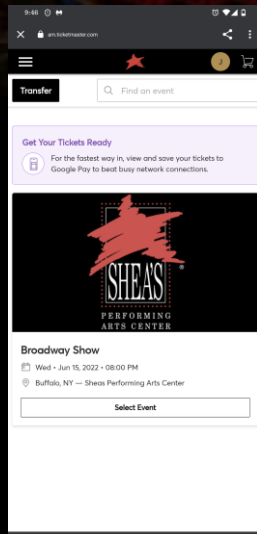 9:46
am.ticketmaster.com
J
Transfer
Find an event
Get Your Tickets Ready
For the fastest way in, view and save your tickets to
Google Pay to beat busy network connections.
SHEA'S
®
PERFORMING
ARTS CENTER
Broadway Show
Wed • Jun 15, 2022 • 08:00 PM
Buffalo, NY — Sheas Performing Arts Center
Select Event